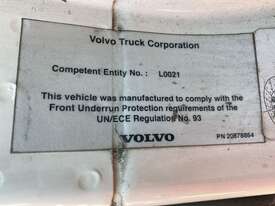 Volvo Truck Corporation
Competent Entity No. : L0021
This vehicle was manufactured to comply with the
Front Underrun Protection requirements of the
UN/ECE Regulation No. 93
VOLVO
PN 20878854